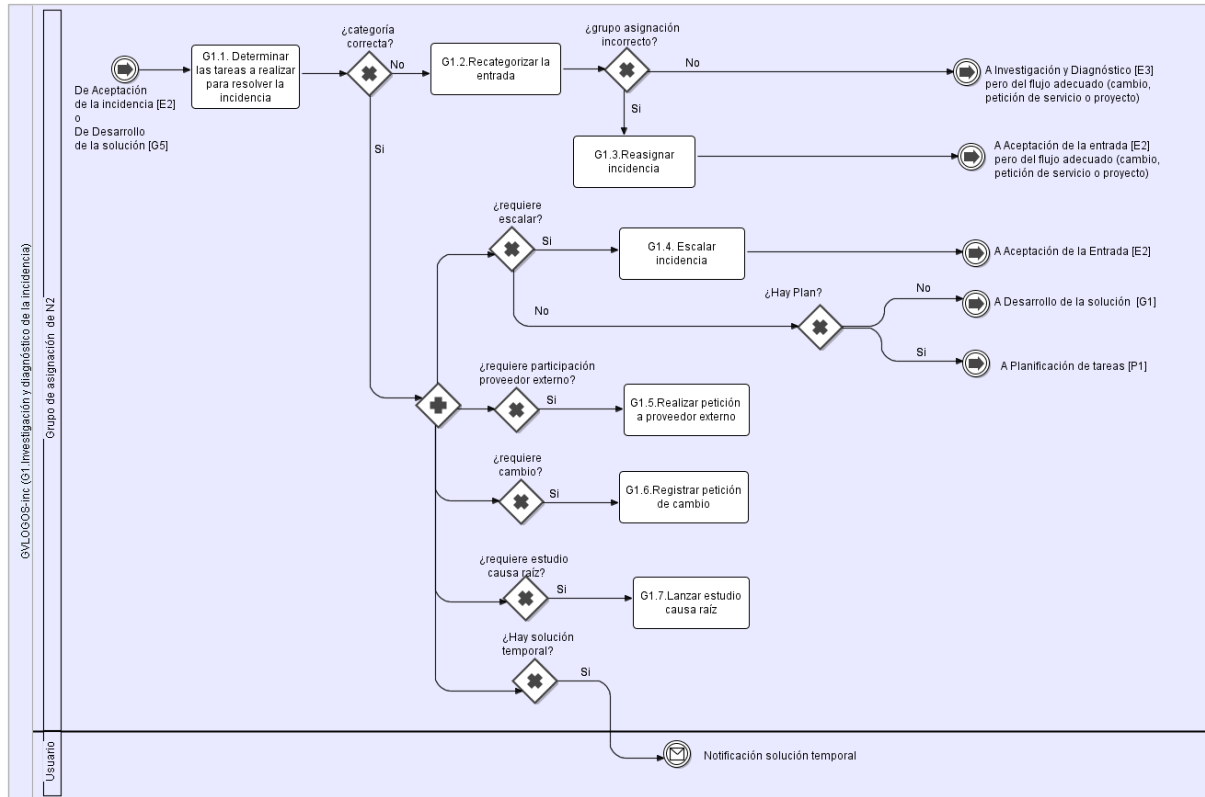 GVLOGOS-inc (G1.Investigación y diagnóstico de la incidencia)
Grupo de asignación de N2
Usuario
De Aceptación
de la incidencia [E2]
o
De Desarrollo
de la solución [G5]
G1.1. Determinar
las tareas a realizar
para resolver la
incidencia
¿categoría
correcta?
No
Si
G1.2.Recategorizar la
entrada
¿grupo asignación
incorrecto?
No
Si
A Investigación y Diagnóstico [E3]
pero del flujo adecuado (cambo,
petición de servicio o proyecto)
G1.3.Reasignar
incidencia
A Aceptación de la entrada [E2]
pero del flujo adecuado (cambo,
petición de servicio o proyecto)
¿requiere
escalar?
Si
No
G1.4. Escalar
incidencia
A Aceptación de la Entrada [E2]
¿Hay Plan?
No
A Desarrollo de la solución [G1]
Si
A Planificación de tareas [P1]
¿requiere participación
proveedor externo?
Si
G1.5.Realizar petición
a proveedor externo
¿requiere
cambio?
Si
G1.6.Registrar petición
de cambio
¿requiere estudio
causa raíz?
Si
G1.7.Lanzar estudio
causa raíz
¿Hay solución
temporal?
Si
Notificación solución temporal